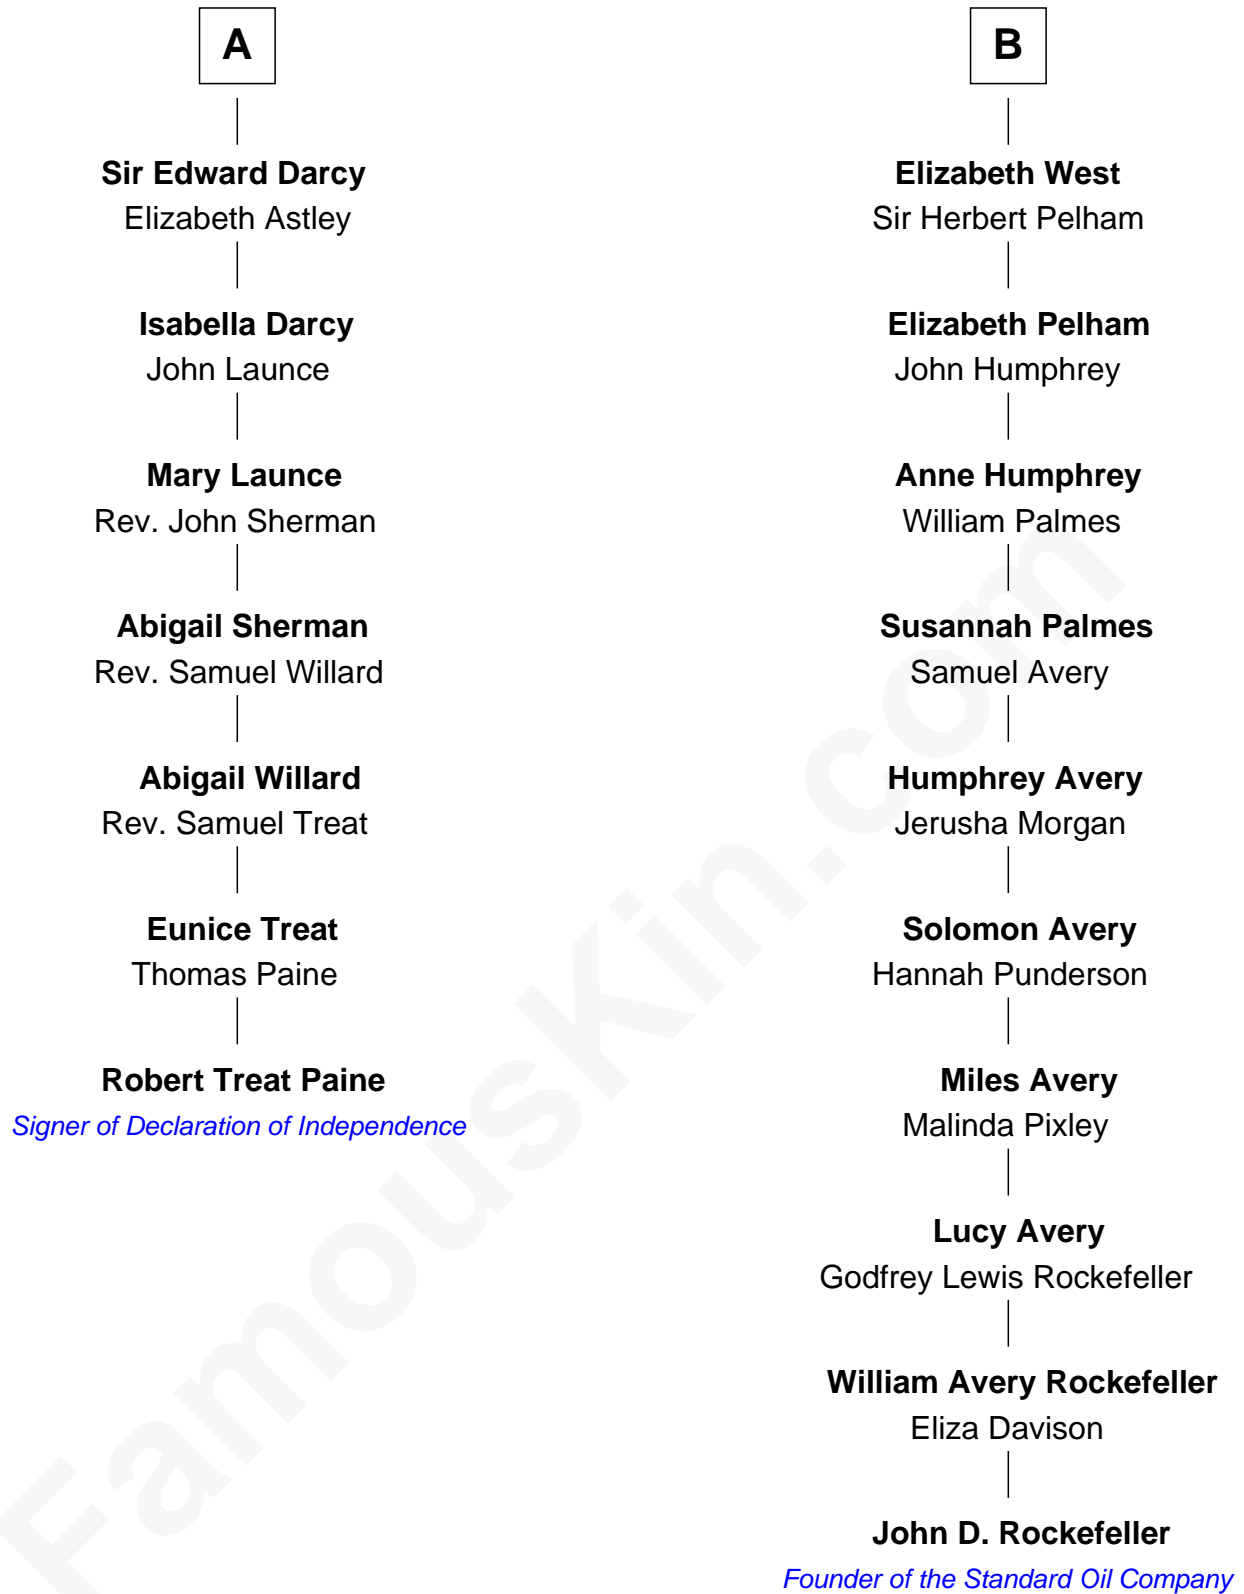 A
Sir Edward Darcy
Elizabeth Astley
Isabella Darcy
John Launce
Mary Launce
Rev. John Sherman
Abigail Sherman
Rev. Samuel Willard
Abigail Willard
Rev. Samuel Treat
Eunice Treat
Thomas Paine
Robert Treat Paine
Signer of Declaration of Independence
B
Elizabeth West
Sir Herbert Pelham
Elizabeth Pelham
John Humphrey
Anne Humphrey
William Palmes
Susannah Palmes
Samuel Avery
Humphrey Avery
Jerusha Morgan
Solomon Avery
Hannah Punderson
Miles Avery
Malinda Pixley
Lucy Avery
Godfrey Lewis Rockefeller
William Avery Rockefeller
Eliza Davison
John D. Rockefeller
Founder of the Standard Oil Company
FamousKin.com